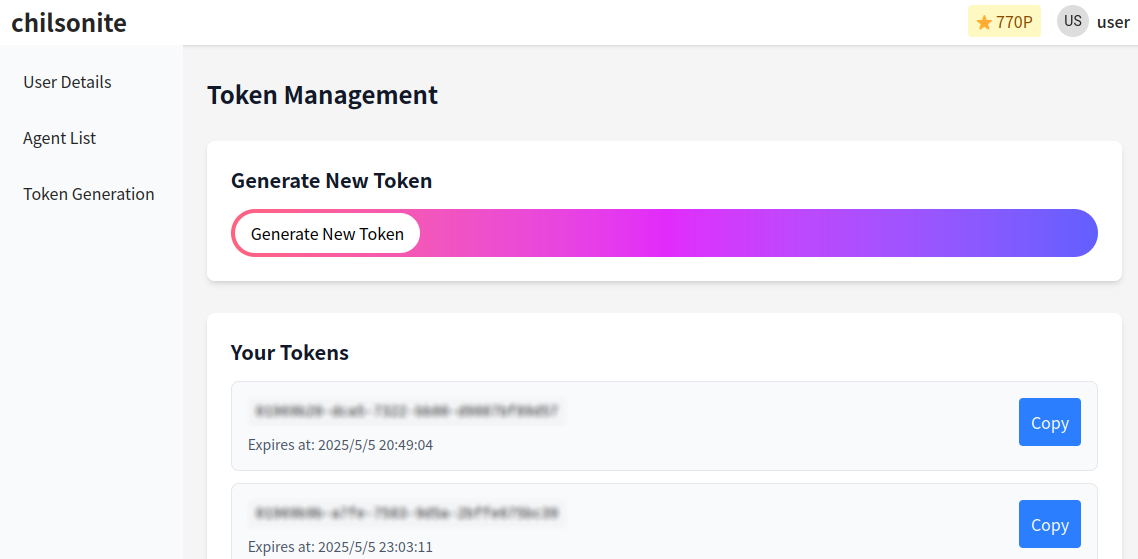 chilsonite
770P
US
user
User Details
Agent List
Token Generation
Token Management
Generate New Token
Generate New Token
Your Tokens
Expires at: 2025/5/5 20:49:04
Copy
Expires at: 2025/5/5 23:03:11
Copy